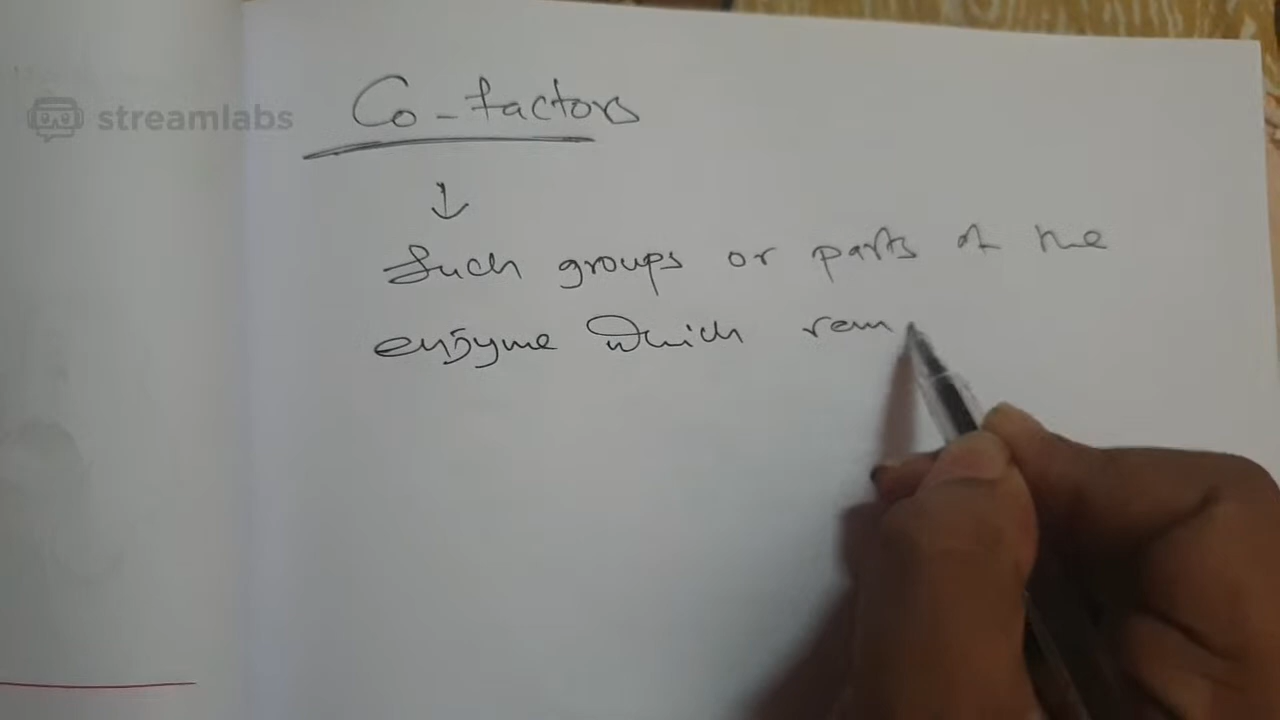 streamlabs
Co-factors
↓
Such groups or parts of the
enzyme which rem